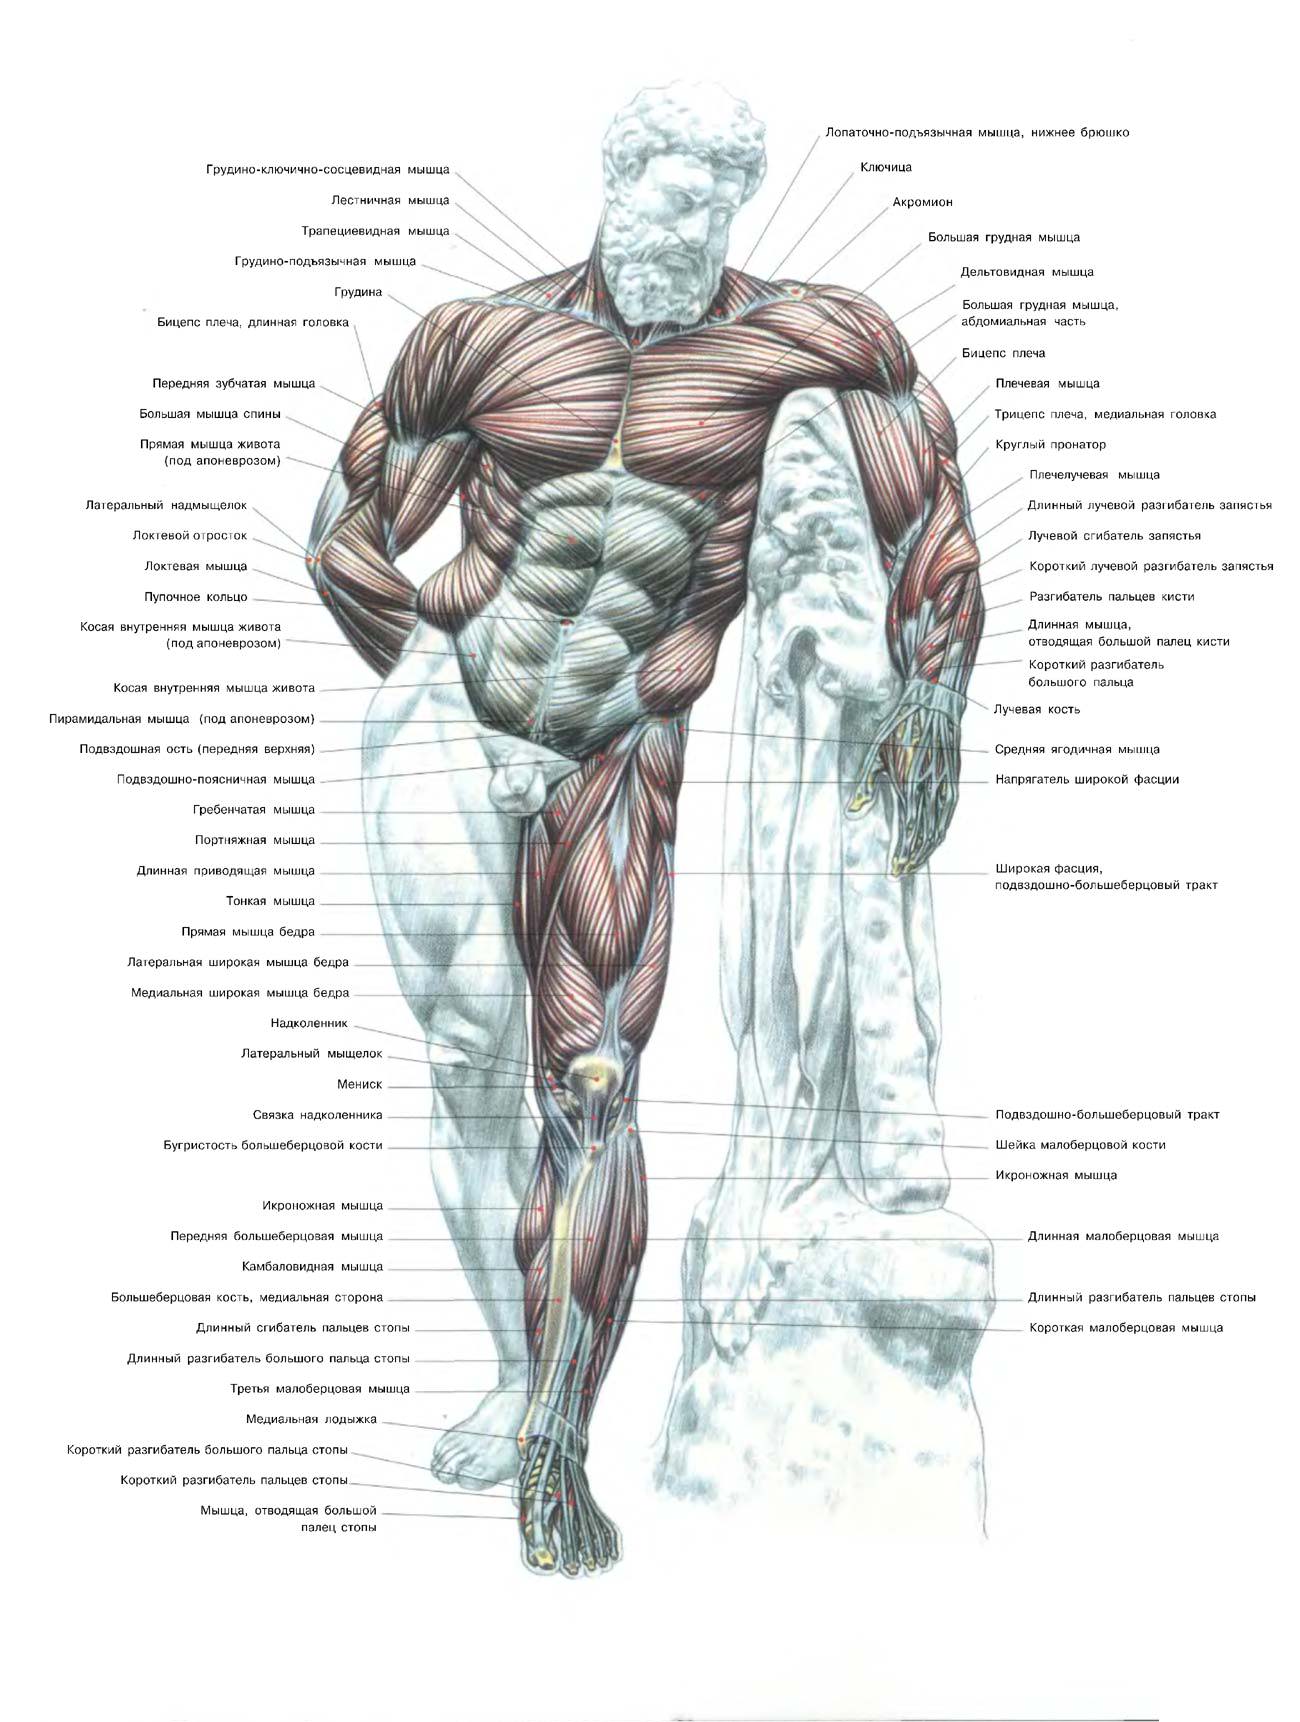 Грудино-ключично-сосцевидная мышца
Лестничная мышца
Трапециевидная мышца
Грудино-подъязычная мышца
Грудина
Бицепс плеча, длинная головка
Передняя зубчатая мышца
Большая мышца спины
Прямая мышца живота
(под апоневрозом)
Латеральный надмыщелок
Локтевой отросток
Локтевая мышца
Пупочное кольцо
Косая внутренняя мышца живота
(под апоневрозом)
Косая внутренняя мышца живота
Пирамидальная мышца (под апоневрозом)
Подвздошная ость (передняя верхняя)
Подвздошно-поясничная мышца
Гребенчатая мышца
Портняжная мышца
Длинная приводящая мышца
Тонкая мышца
Прямая мышца бедра
Латеральная широкая мышца бедра
Медиальная широкая мышца бедра
Надколенник
Латеральный мыщелок
Мениск
Связка надколенника
Бугристость большеберцовой кости
Икроножная мышца
Передняя большеберцовая мышца
Камбаловидная мышца
Большеберцовая кость, медиальная сторона
Длинный сгибатель пальцев стопы
Длинный разгибатель большого пальца стопы
Третья малоберцовая мышца
Медиальная лодыжка
Короткий разгибатель большого пальца стопы
Короткий разгибатель пальцев стопы
Мышца, отводящая большой
палец стопы
Лопаточно-подъязычная мышца, нижнее брюшко
Ключица
Акромион
Большая грудная мышца
Дельтовидная мышца
Большая грудная мышца,
абдомиальная часть
Бицепс плеча
Плечевая мышца
Трицепс плеча, медиальная головка
Круглый пронатор
Плечелучевая мышца
Длинный лучевой разгибатель запястья
Лучевой сгибатель запястья
Короткий лучевой разгибатель запястья
Разгибатель пальцев кисти
Длинная мышца,
отводящая большой палец кисти
Короткий разгибатель
большого пальца
Лучевая кость
Средняя ягодичная мышца
Напрягатель широкой фасции
Широкая фасция,
подвздошно-большеберцовый тракт
Подвздошно-большеберцовый тракт
Шейка малоберцовой кости
Икроножная мышца
Длинная малоберцовая мышца
Длинный разгибатель пальцев стопы
Короткая малоберцовая мышца